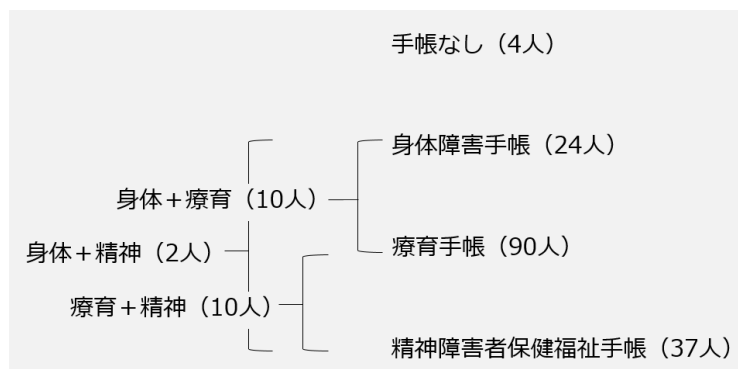 手帳なし（4人）
身体障害手帳（24人）
身体＋療育（10人）
療育手帳（90人）
身体＋精神（2人）
療育＋精神（10人）
精神障害者保健福祉手帳（37人）